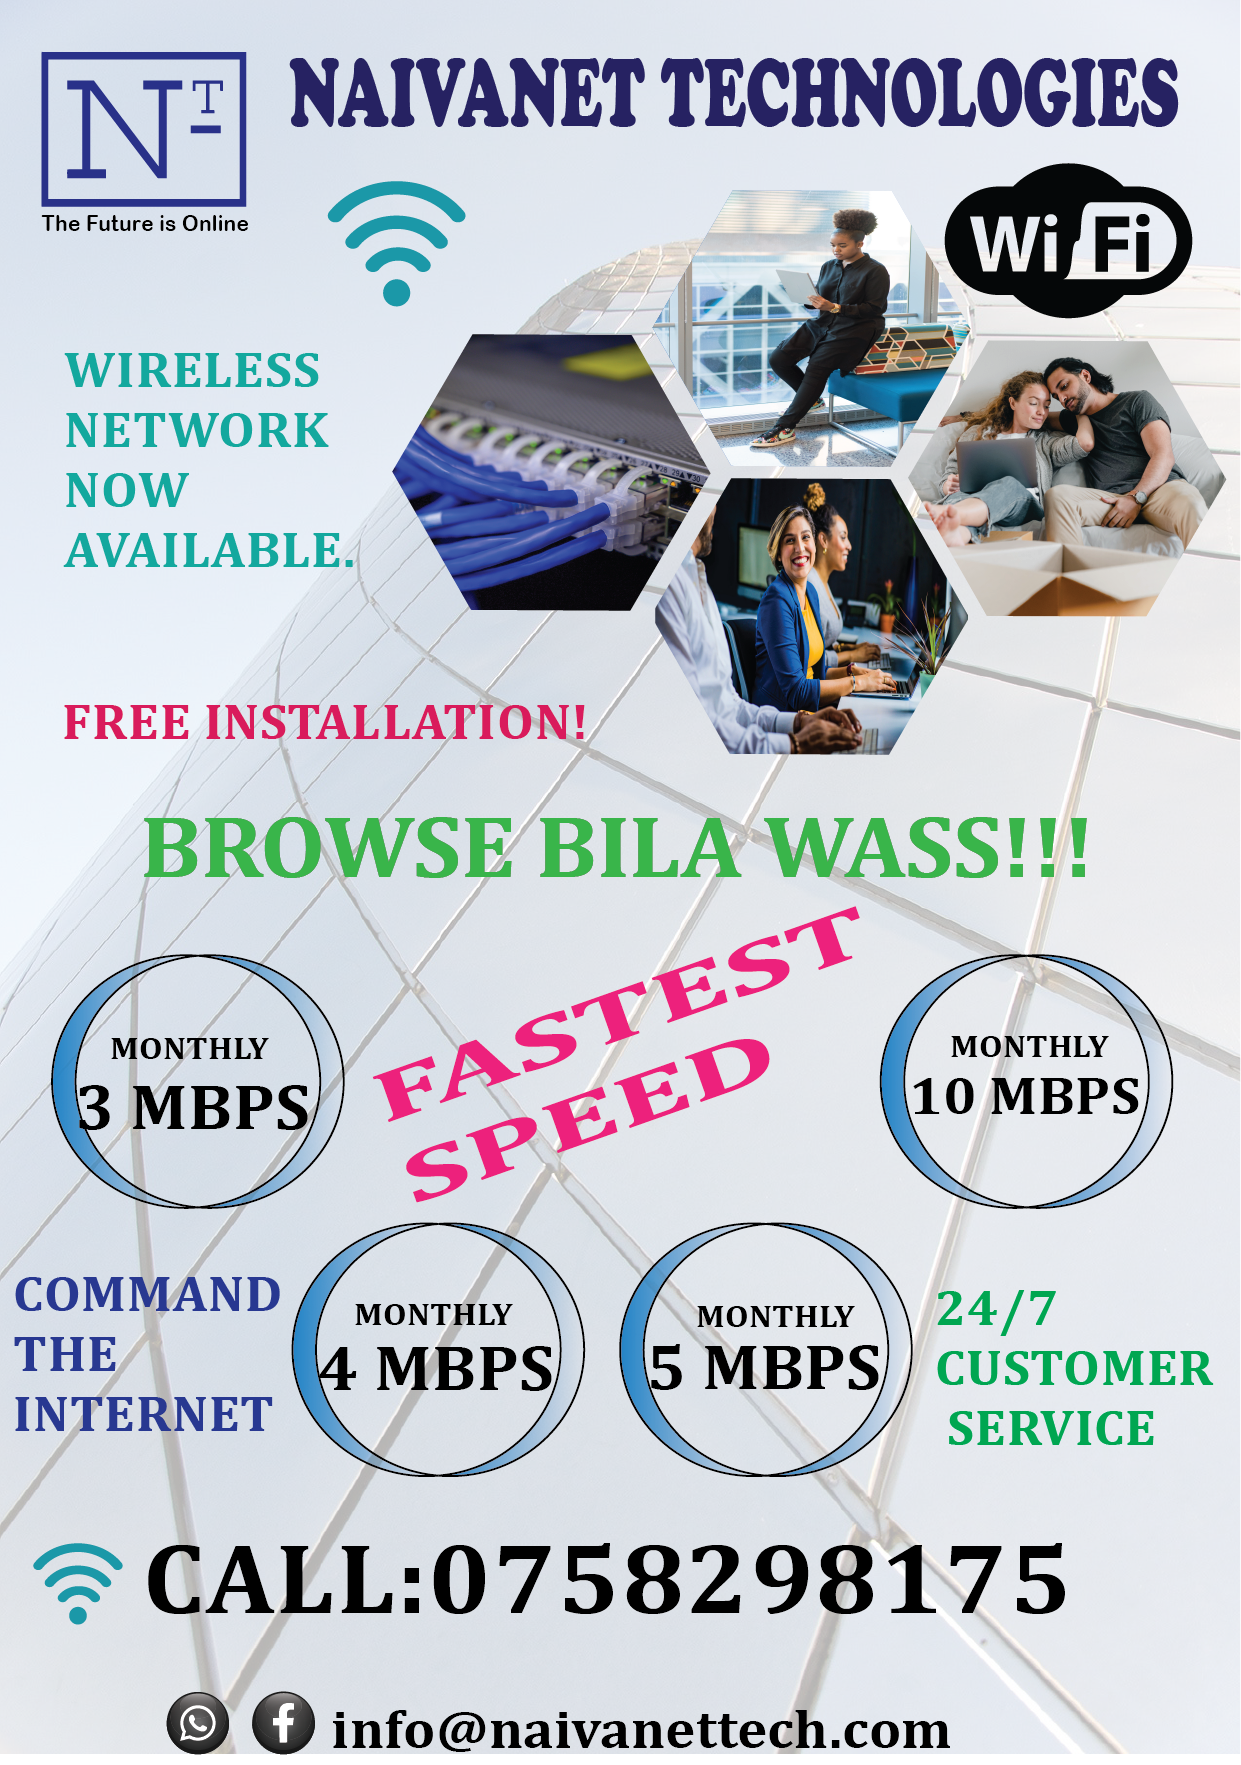 NT
NAIVANET TECHNOLOGIES
The Future is Online
Wi Fi
WIRELESS
NETWORK
NOW
AVAILABLE.
FREE INSTALLATION!
BROWSE BILA WASS!!!
FASTEST
SPEED
MONTHLY
3 MBPS
MONTHLY
10 MBPS
COMMAND
THE
INTERNET
MONTHLY
4 MBPS
MONTHLY
5 MBPS
24/7
CUSTOMER
SERVICE
CALL:0758298175
info@naivanettech.com